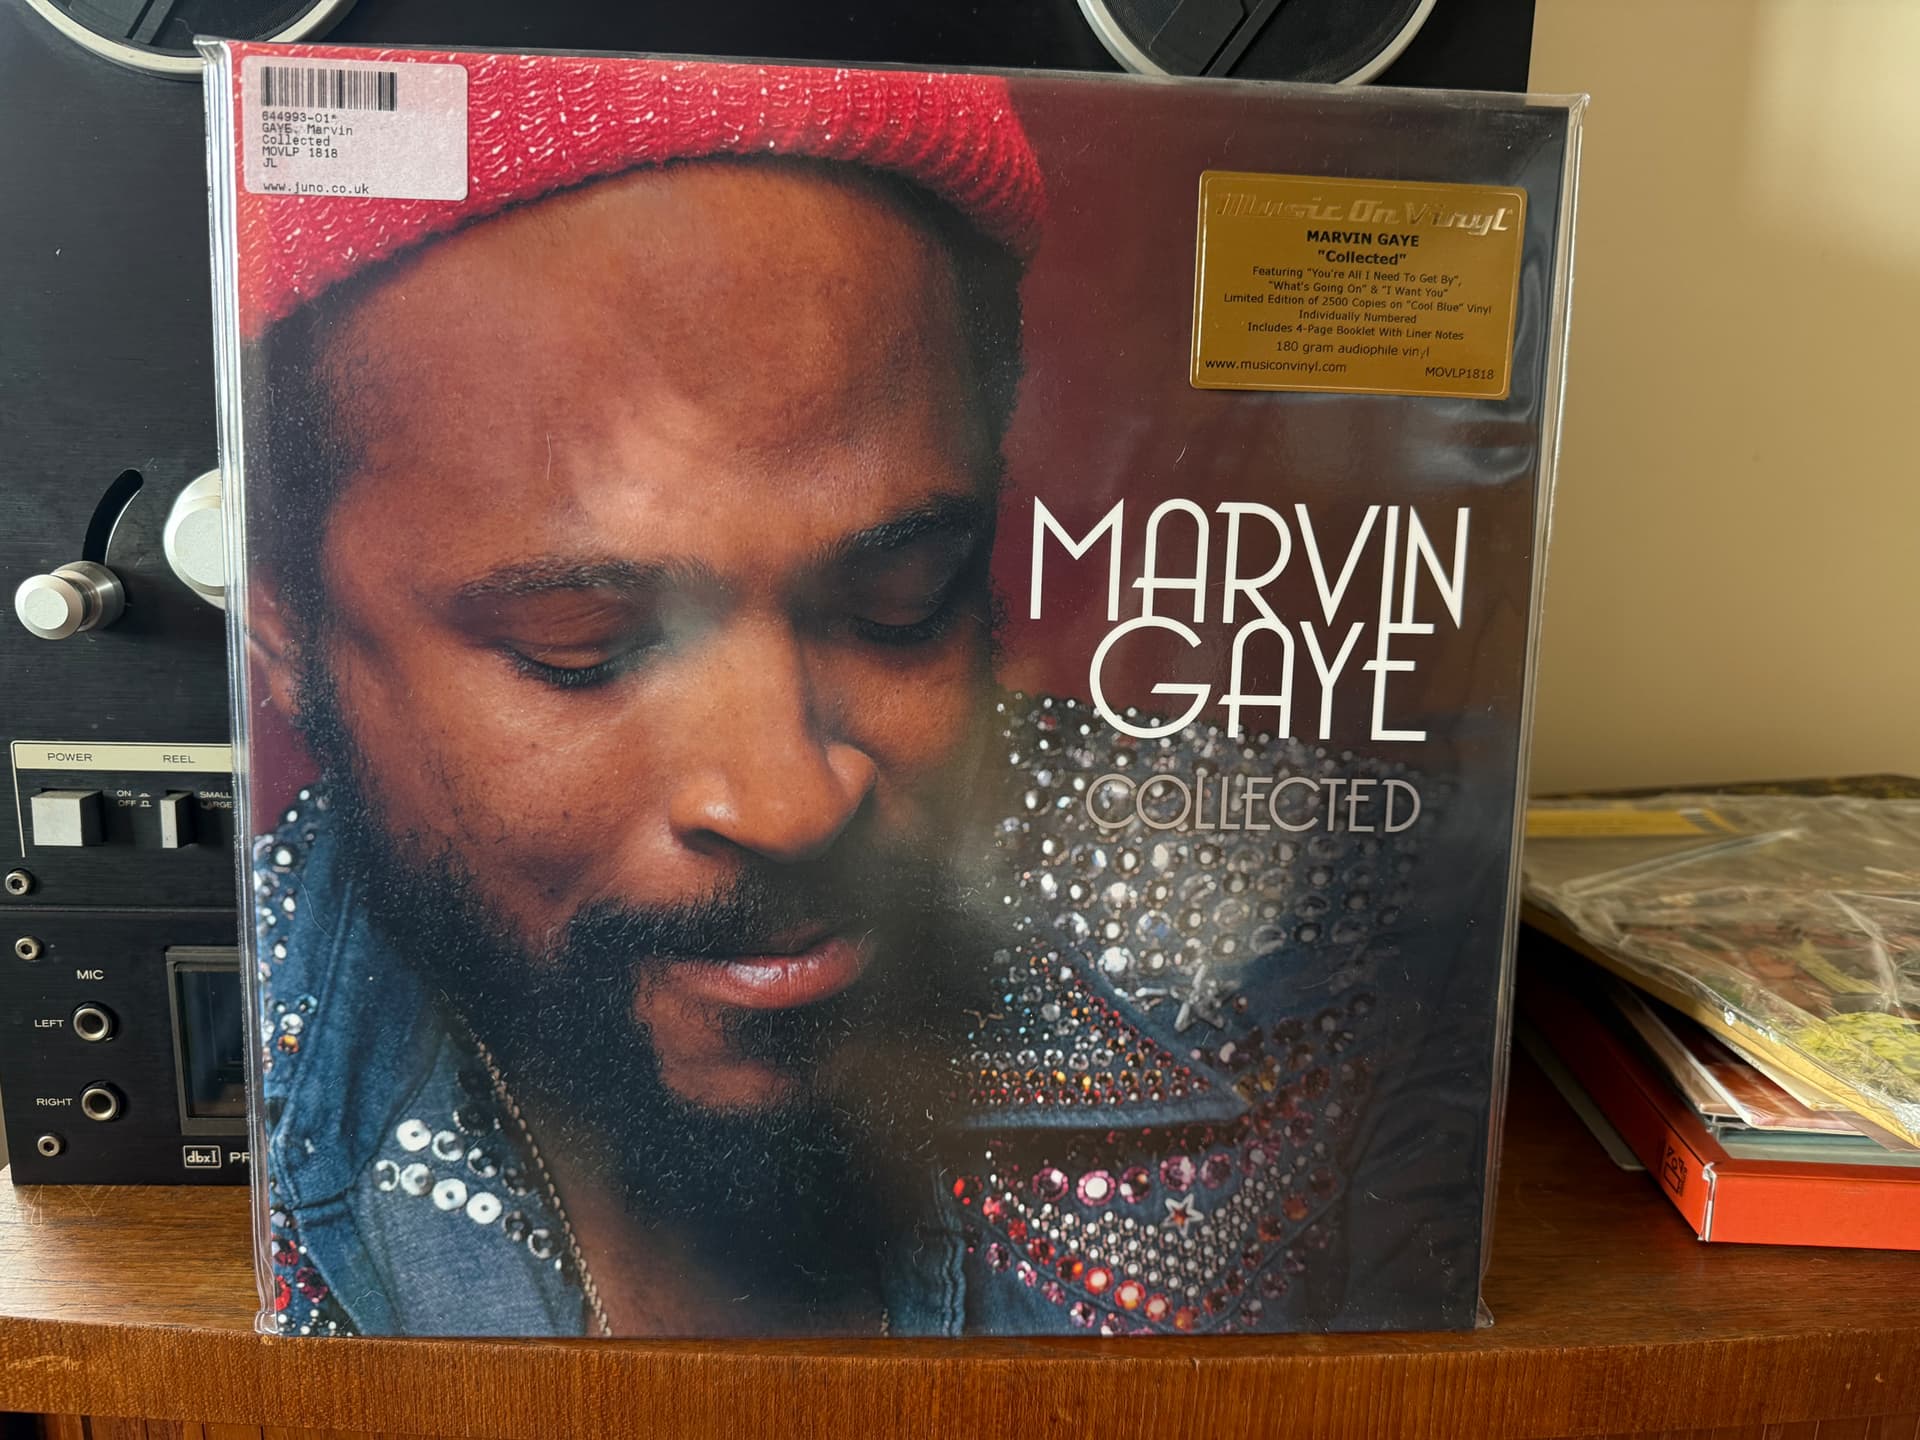 644993-01*
GAYE, Marvin
Collected
MOVLP 1818
JL
www.juno.co.uk
Music On Vinyl
MARVIN GAYE
"Collected"
Featuring "You're All I Need To Get By",
"What's Going On" & "I Want You"
Limited Edition of 2500 Copies on "Cool Blue" Vinyl
Individually Numbered
Includes 4-Page Booklet With Liner Notes
180 gram audiophile vinyl
www.musiconvinyl.com MOVLP1818
MARVIN
GAYE
COLLECTED
POWER REEL
ON SMALL
OFF LARGE
MIC
LEFT
RIGHT
dbx I